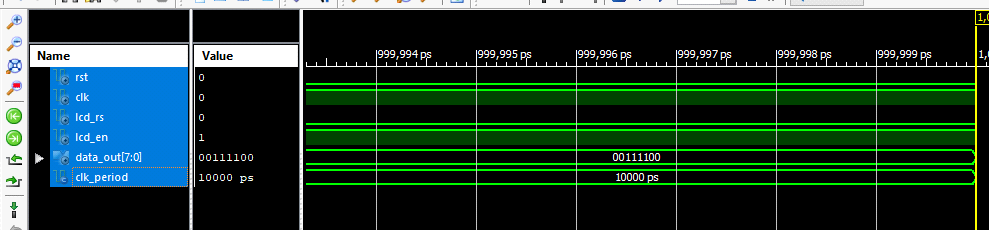 1,0
Name Value
999,994 ps 999,995 ps 999,996 ps 999,997 ps 999,998 ps 999,999 ps 1,0
rst 0
clk 0
lcd_rs 0
lcd_en 1
data_out[7:0] 00111100 00111100
clk_period 10000 ps 10000 ps